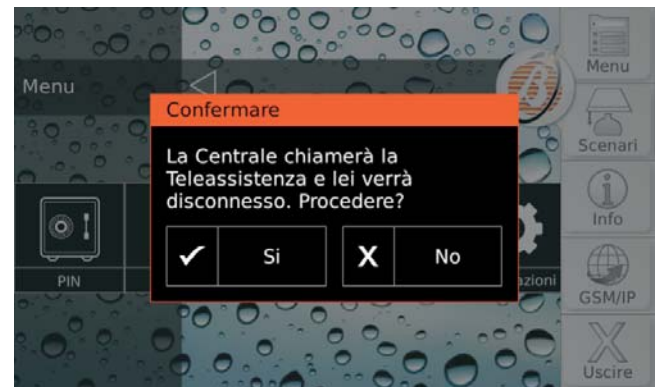 Menu
Menu
Confermare
Scenari
La Centrale chiamerà la
Teleassistenza e lei verrà
disconnesso. Procedere?
Info
Si
X
No
PIN
azioni
GSM/IP
Uscire